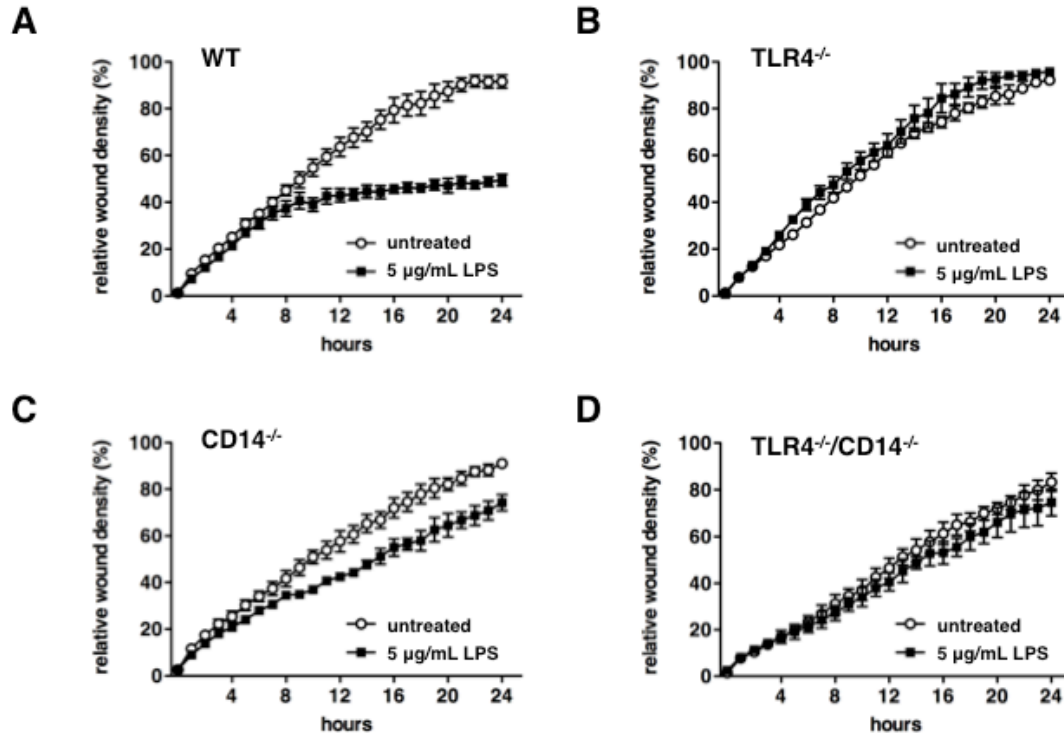 A
WT
relative wound density (%)
100
80
60
40
20
0
untreated
5 µg/mL LPS
4 8 12 16 20 24
hours
B
TLR4-/-
relative wound density (%)
100
80
60
40
20
0
untreated
5 µg/mL LPS
4 8 12 16 20 24
hours
C
CD14-/-
relative wound density (%)
100
80
60
40
20
0
untreated
5 µg/mL LPS
4 8 12 16 20 24
hours
D
TLR4-/-/CD14-/-
relative wound density (%)
100
80
60
40
20
0
untreated
5 µg/mL LPS
4 8 12 16 20 24
hours